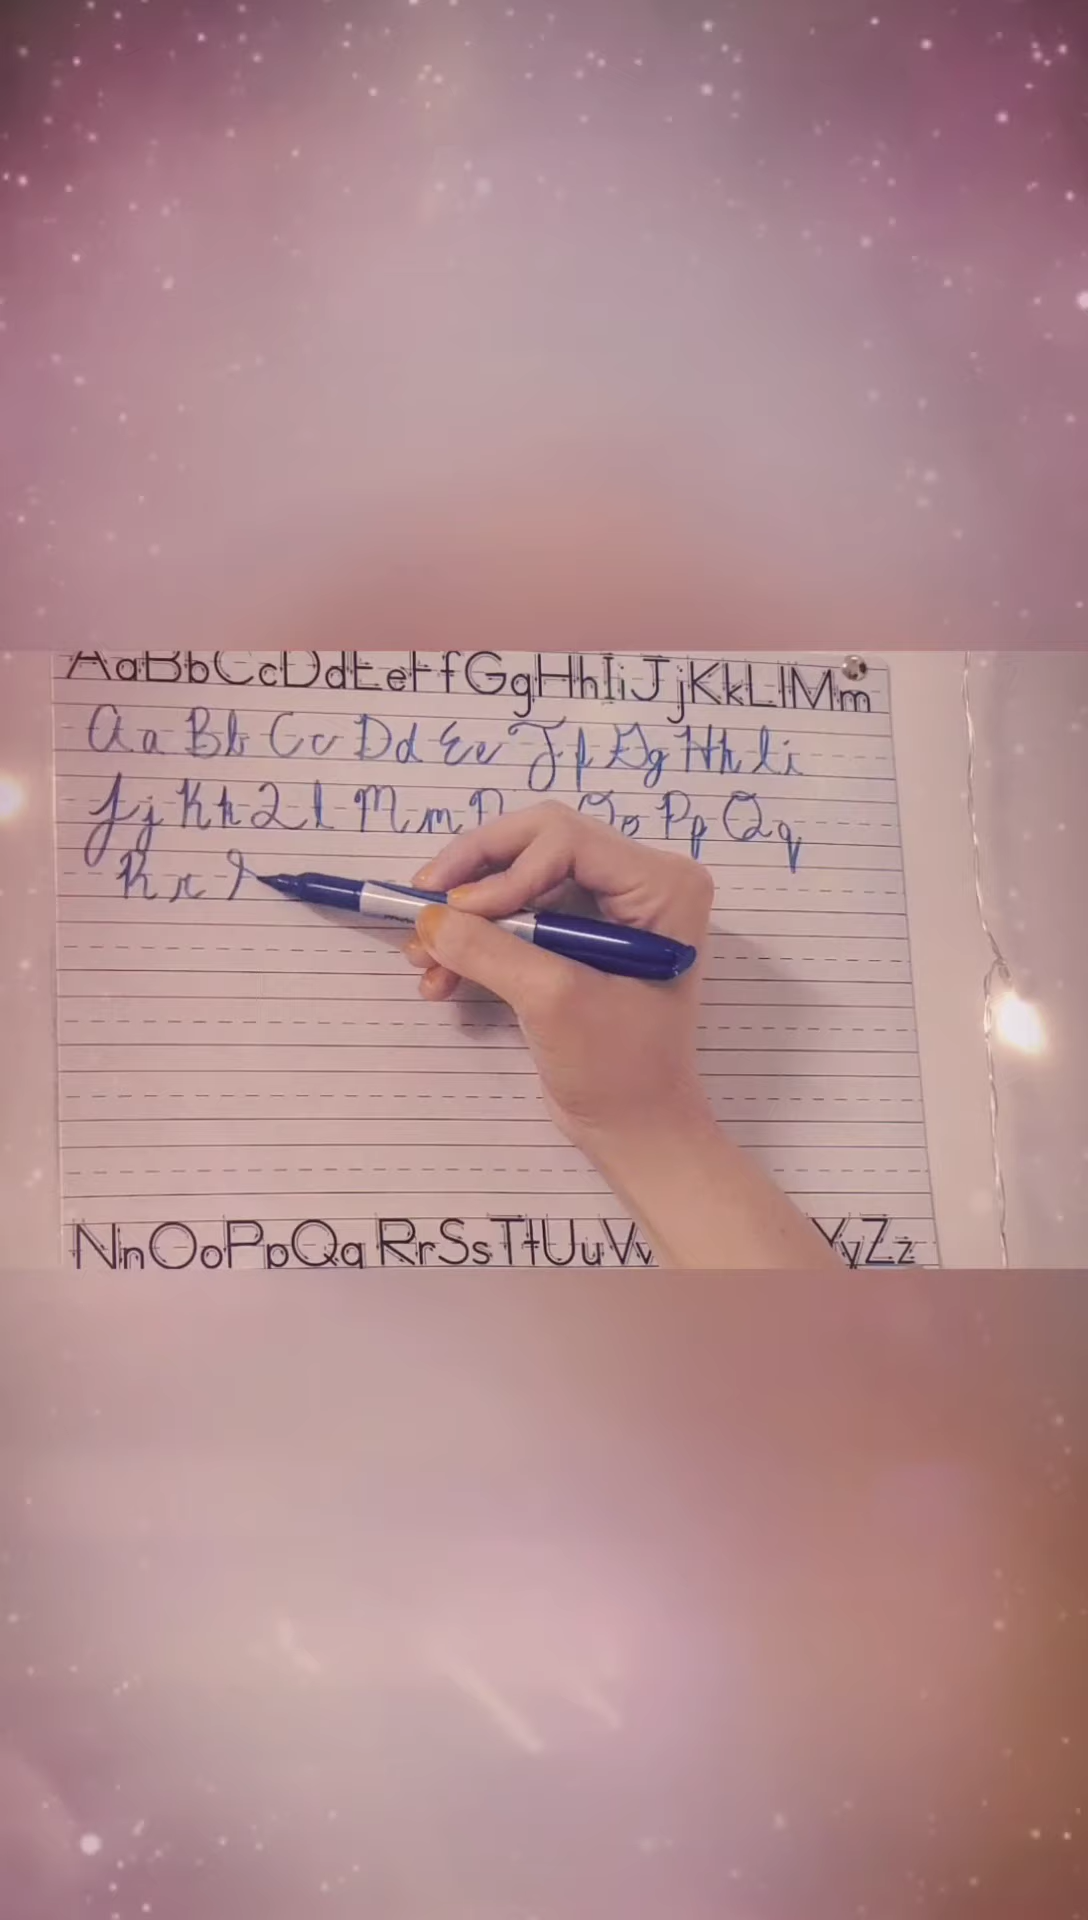 AaBbCcDdEeFfGgHhIiJjKkLlMm
Aa Bb Cc Dd Ee Ff Gg Hh Ii
Jj Kk Ll Mm N Oo Pp Qq
Rr S
NnOoPpQqRrSsTtUuVv YyZz